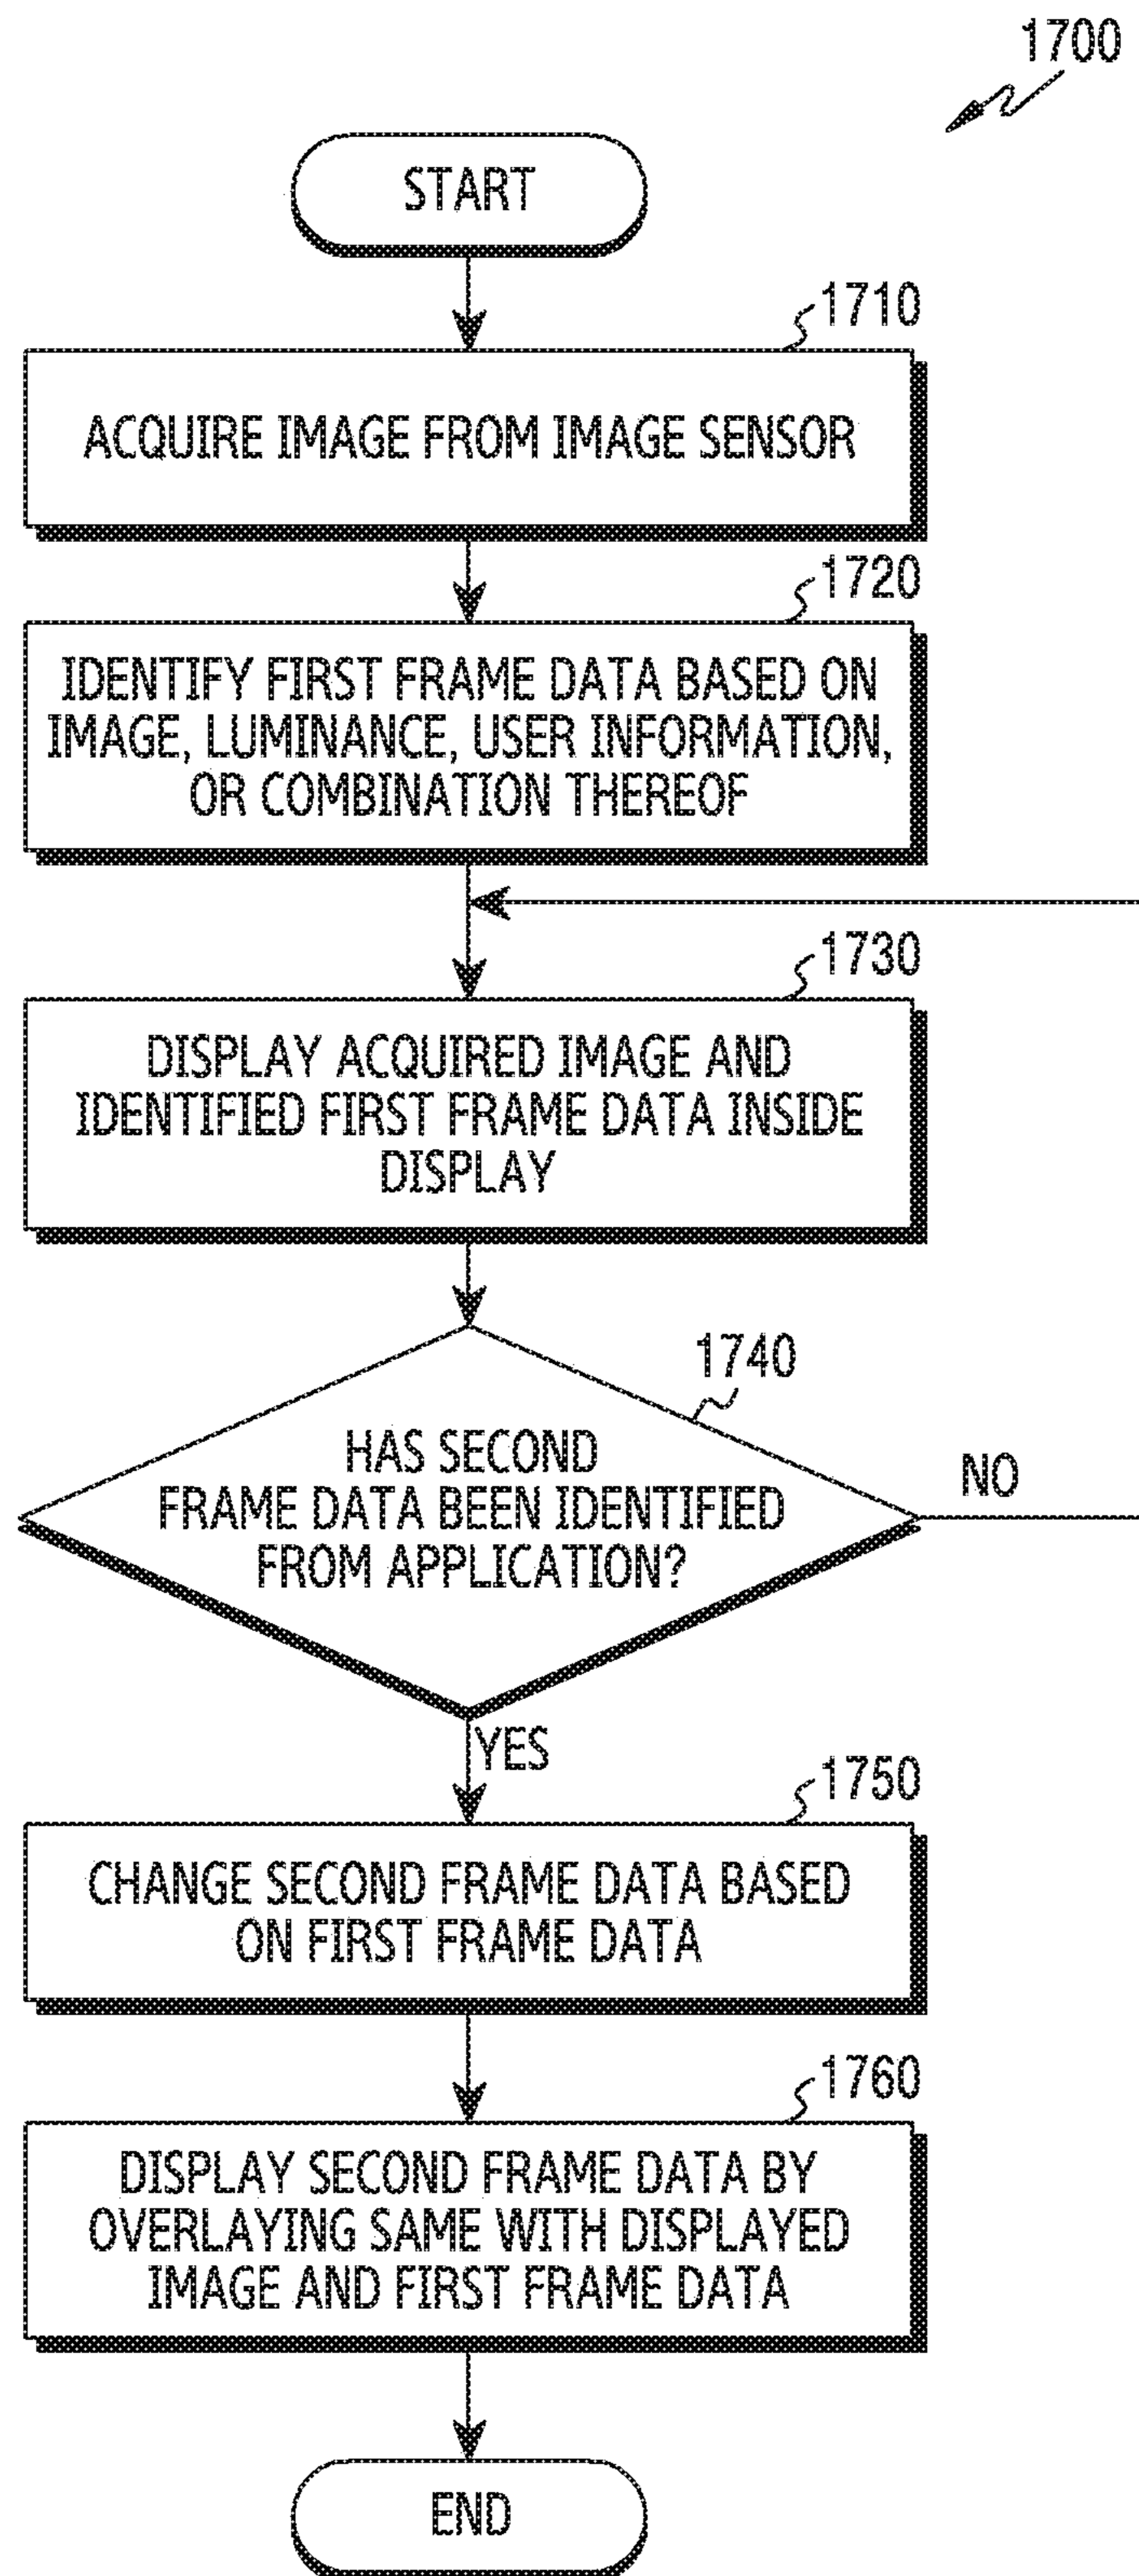 1700
START
1710
ACQUIRE IMAGE FROM IMAGE SENSOR
1720
IDENTIFY FIRST FRAME DATA BASED ON
IMAGE, LUMINANCE, USER INFORMATION,
OR COMBINATION THEREOF
1730
DISPLAY ACQUIRED IMAGE AND
IDENTIFIED FIRST FRAME DATA INSIDE
DISPLAY
1740
HAS SECOND
FRAME DATA BEEN IDENTIFIED
FROM APPLICATION?
NO
YES
1750
CHANGE SECOND FRAME DATA BASED
ON FIRST FRAME DATA
1760
DISPLAY SECOND FRAME DATA BY
OVERLAYING SAME WITH DISPLAYED
IMAGE AND FIRST FRAME DATA
END